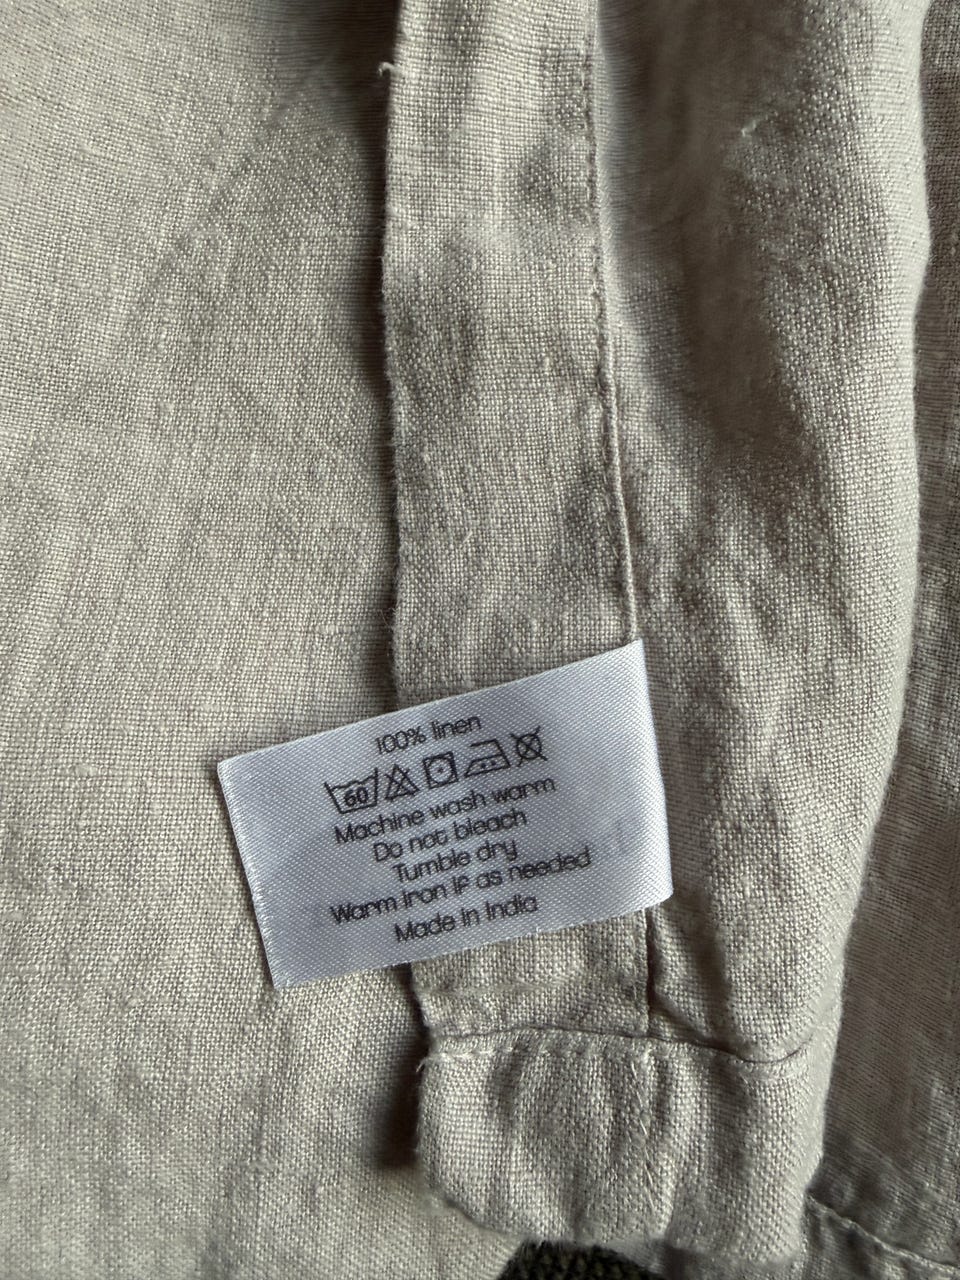 100% linen
60
Machine wash warm
Do not bleach
Tumble dry
Warm iron IF as needed
Made in India